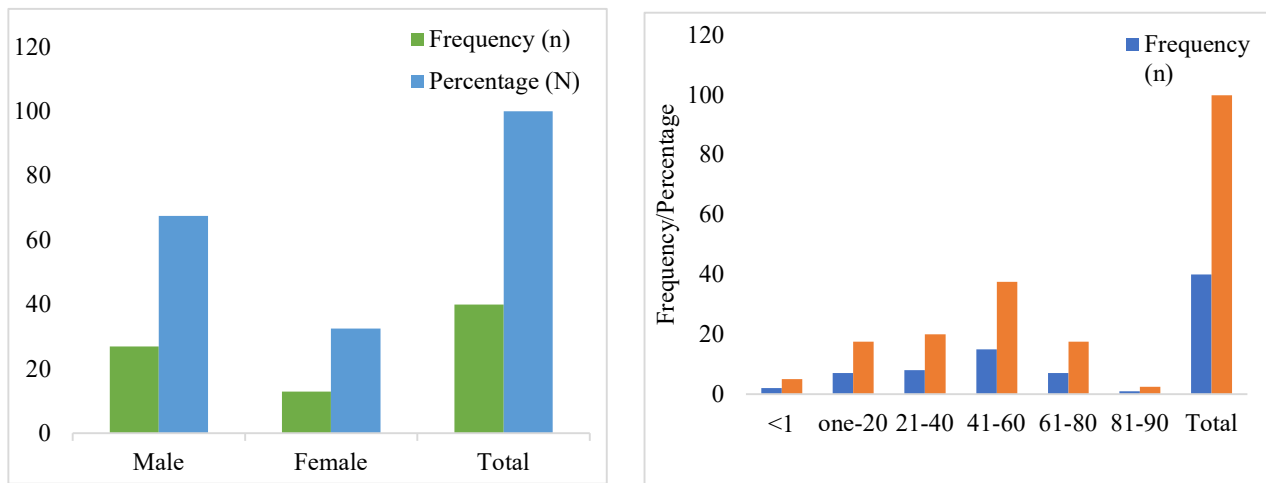 120
100
80
60
40
20
0
Frequency (n)
Percentage (N)
Male Female Total
Frequency/Percentage
120
100
80
60
40
20
0
Frequency
(n)
<1 one-20 21-40 41-60 61-80 81-90 Total